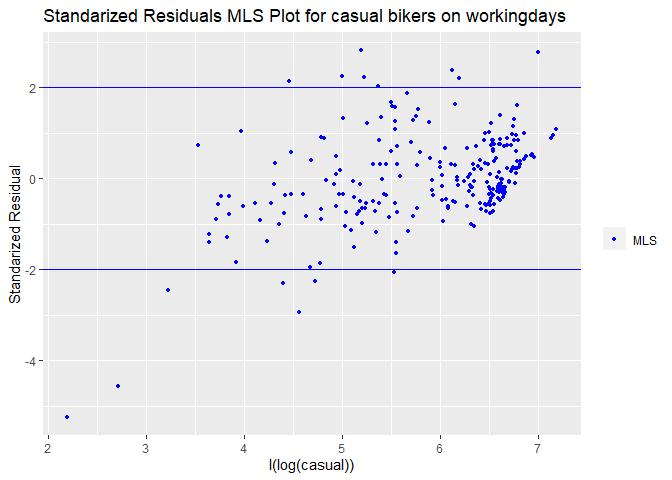 Standarized Residuals MLS Plot for casual bikers on workingdays
2
0
-2
-4
Standarized Residual
2
3
4
5
6
7
I(log(casual))
MLS